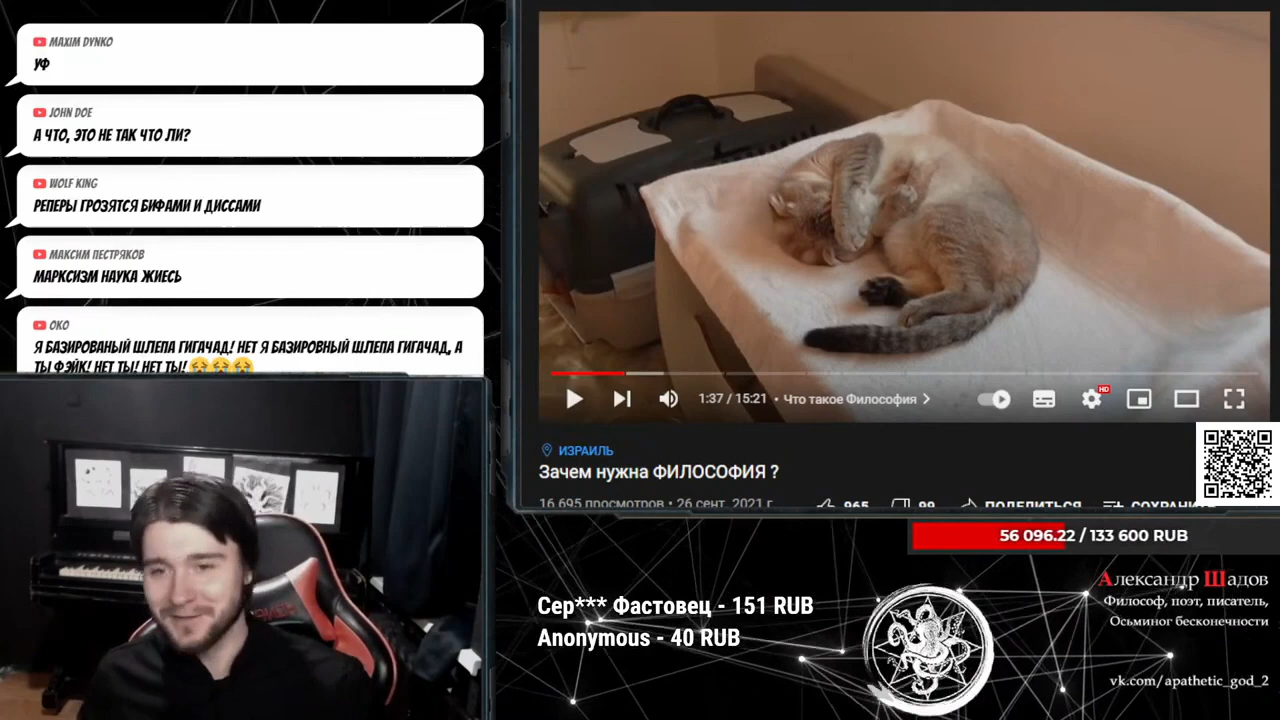 MAXIM DYNKO
УФ
JOHN DOE
А ЧТО, ЭТО НЕ ТАК ЧТО ЛИ?
WOLF KING
РЕПЕРЫ ГРОЗЯТСЯ БИФАМИ И ДИССАМИ
МАКСИМ ПЕСТРЯКОВ
МАРКСИЗМ НАУКА ЖИЕСЬ
ОКО
Я БАЗИРОВАНЫЙ ШЛЕПА ГИГАЧАД! НЕТ Я БАЗИРОВНЫЙ ШЛЕПА ГИГАЧАД, А
ТЫ ФЭЙК! НЕТ ТЫ! НЕТ ТЫ! 😭😭😭
1:37 / 15:21 • Что такое Философия
HD
ИЗРАИЛЬ
Зачем нужна ФИЛОСОФИЯ ?
16 695 просмотров • 26 сент. 2021 г.
965
99
ПОДЕЛИТЬСЯ
СОХРАНИТЬ
56 096.22 / 133 600 RUB
Сер*** Фастовец - 151 RUB
Anonymous - 40 RUB
Александр Шадов
Философ, поэт, писатель,
Осьминог бесконечности
vk.com/apathetic_god_2